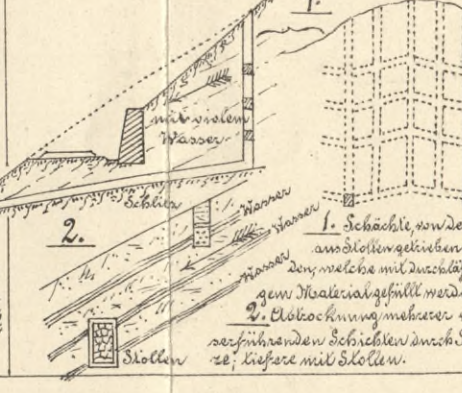 1.
mit vielem
Wasser
Schlier
2.
Wasser
Wasser
Wasser
Stollen
1. Schächte, von de
aus Stollen getrieben
den, welche mit durchläs
gem Material gefüllt werd
2. Abtrocknung mehrerer
serführenden Schichten durch S
ze, tiefere mit Stollen.